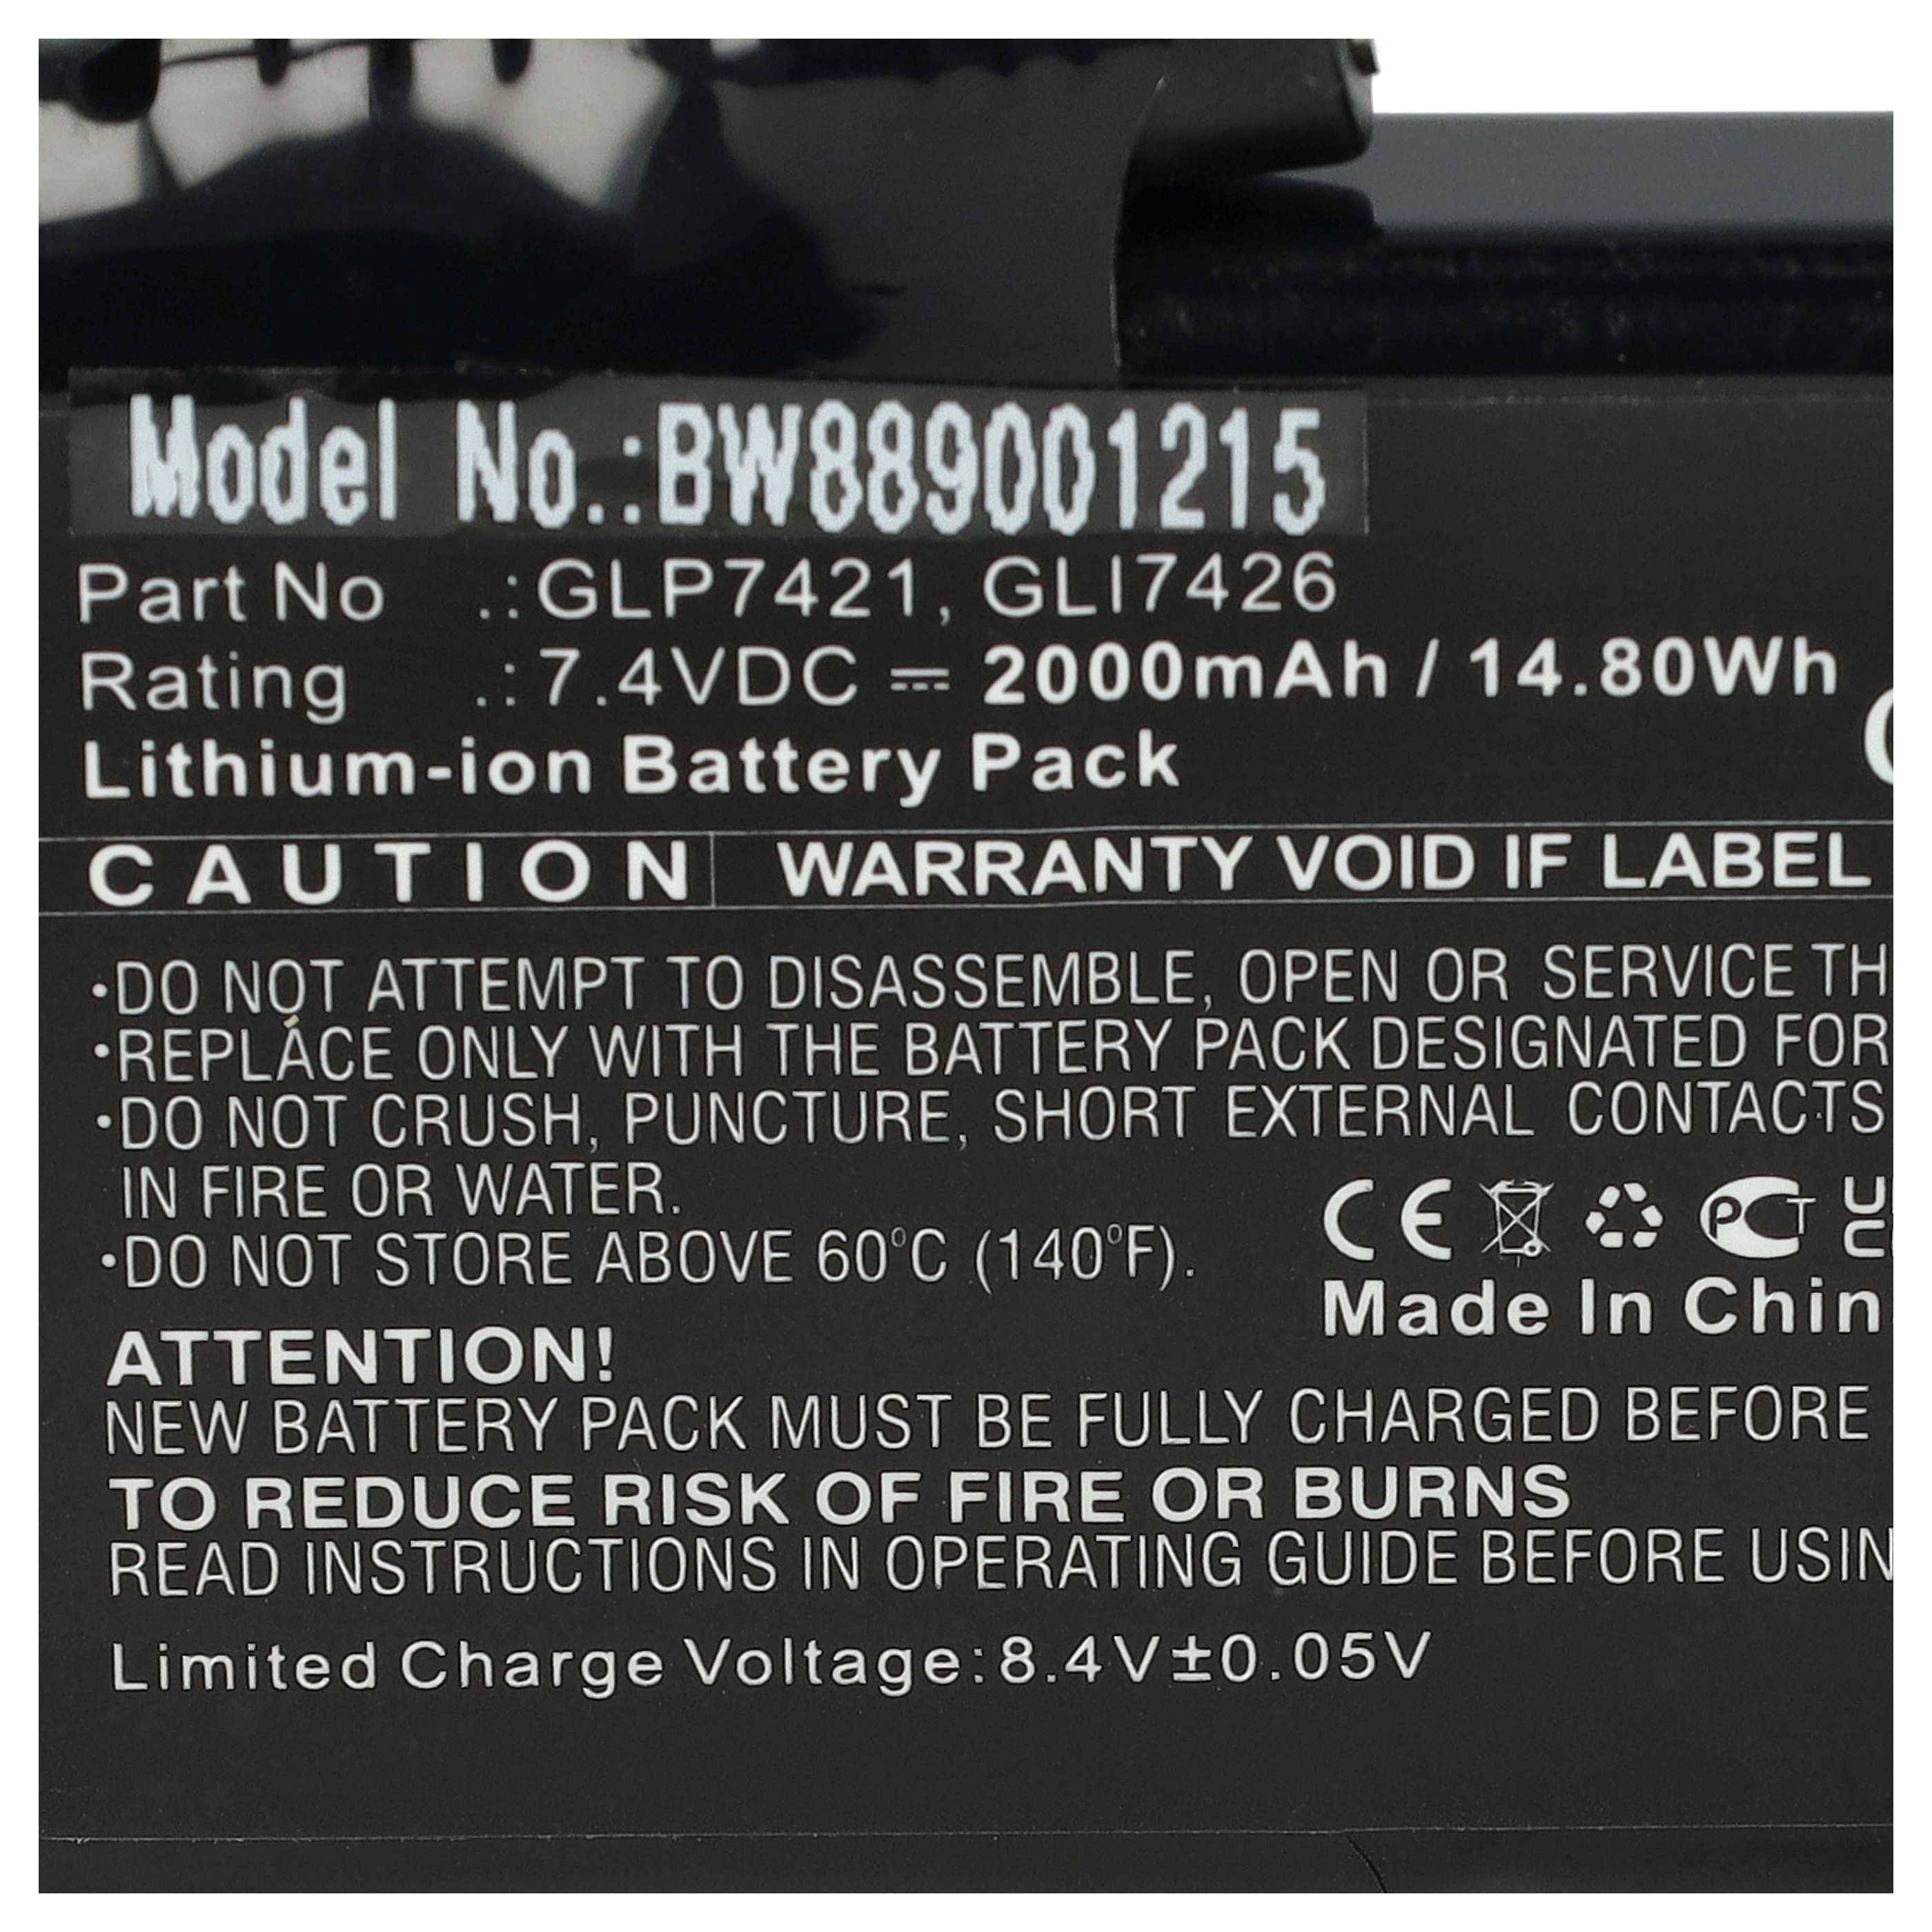 Model No.:BW889001215
Part No .: GLP7421, GLI7426
Rating .: 7.4VDC ⎓ 2000mAh / 14.80Wh
Lithium-ion Battery Pack
CAUTION WARRANTY VOID IF LABEL
•DO NOT ATTEMPT TO DISASSEMBLE, OPEN OR SERVICE TH
•REPLACE ONLY WITH THE BATTERY PACK DESIGNATED FOR
•DO NOT CRUSH, PUNCTURE, SHORT EXTERNAL CONTACTS
IN FIRE OR WATER.
•DO NOT STORE ABOVE 60°C (140°F).
CE PCT UC
Made In Chin
ATTENTION!
NEW BATTERY PACK MUST BE FULLY CHARGED BEFORE
TO REDUCE RISK OF FIRE OR BURNS
READ INSTRUCTIONS IN OPERATING GUIDE BEFORE USIN
Limited Charge Voltage:8.4V±0.05V